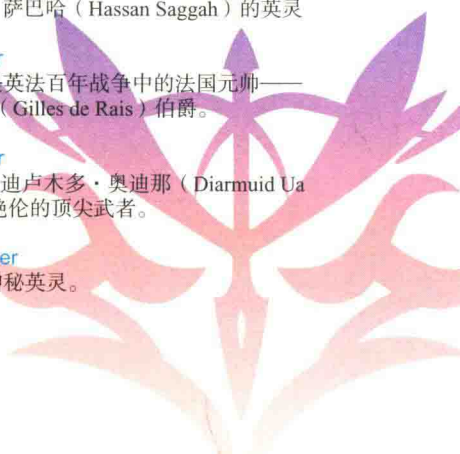 萨巴哈（Hassan Saggah）的英灵
r
英法百年战争中的法国元帅——
（Gilles de Rais）伯爵。
r
迪卢木多·奥迪那（Diarmuid Ua
绝伦的顶尖武者。
er
神秘英灵。